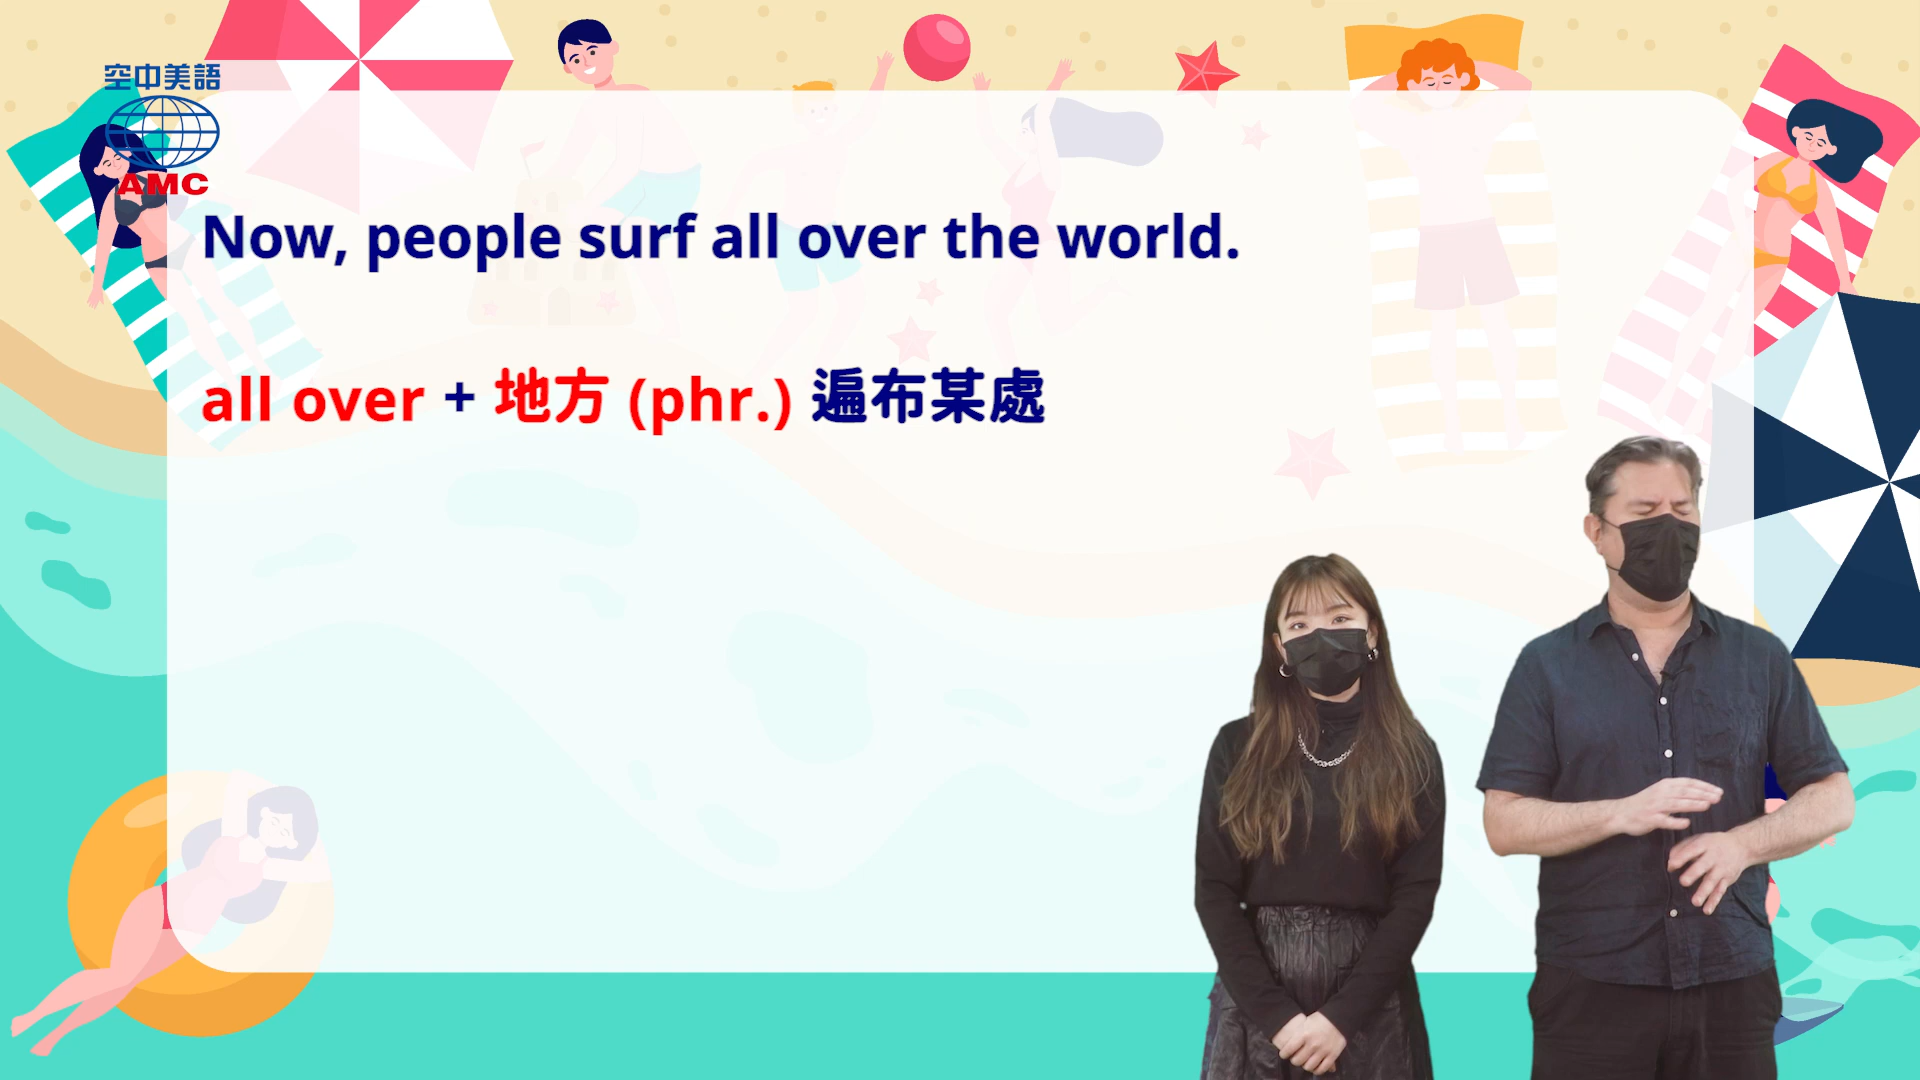 空中美語
AMC
Now, people surf all over the world.
all over + 地方 (phr.) 遍布某處